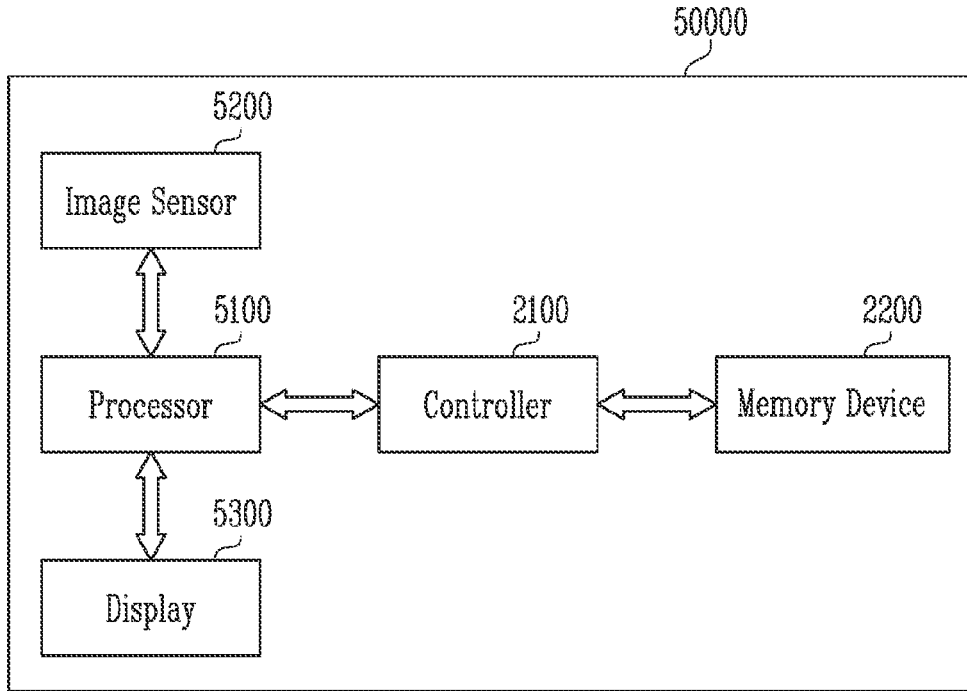 50000
5200
Image Sensor
5100
Processor
2100
Controller
2200
Memory Device
5300
Display